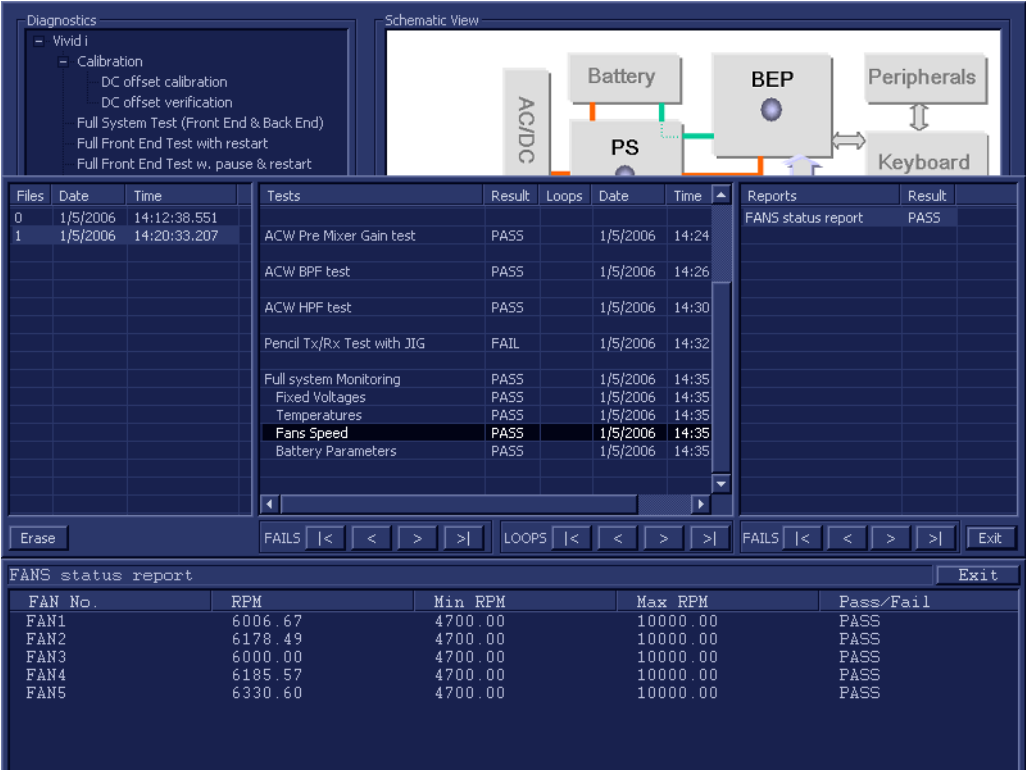 Diagnostics
Vivid i
Calibration
DC offset calibration
DC offset verification
Full System Test (Front End & Back End)
Full Front End Test with restart
Full Front End Test w. pause & restart
Schematic View
Battery
BEP
Peripherals
AC/DC
PS
Keyboard
Files Date Time
0 1/5/2006 14:12:38.551
1 1/5/2006 14:20:33.207
Tests Result Loops Date Time
ACW Pre Mixer Gain test PASS 1/5/2006 14:24
ACW BPF test PASS 1/5/2006 14:26
ACW HPF test PASS 1/5/2006 14:30
Pencil Tx/Rx Test with JIG FAIL 1/5/2006 14:32
Full system Monitoring PASS 1/5/2006 14:35
Fixed Voltages PASS 1/5/2006 14:35
Temperatures PASS 1/5/2006 14:35
Fans Speed PASS 1/5/2006 14:35
Battery Parameters PASS 1/5/2006 14:35
Reports Result
FANS status report PASS
Erase
FAILS |< < > >|
LOOPS |< < > >|
FAILS |< < > >|
Exit
FANS status report Exit
FAN No. RPM Min RPM Max RPM Pass/Fail
FAN1 6006.67 4700.00 10000.00 PASS
FAN2 6178.49 4700.00 10000.00 PASS
FAN3 6000.00 4700.00 10000.00 PASS
FAN4 6185.57 4700.00 10000.00 PASS
FAN5 6330.60 4700.00 10000.00 PASS